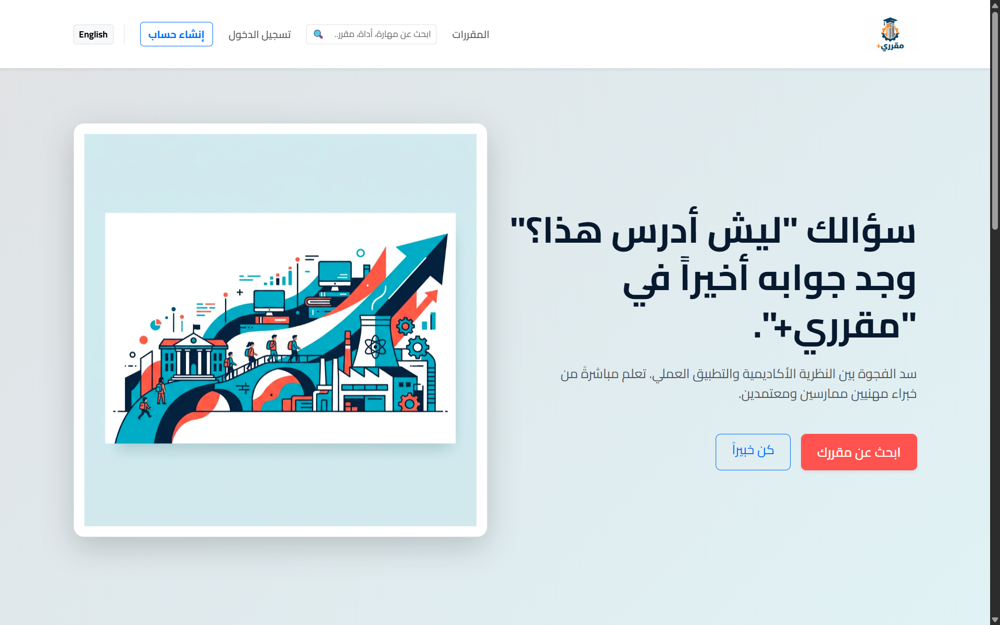 مقرري+
المقررات
ابحث عن مهارة، أداة، مقرر..
تسجيل الدخول
إنشاء حساب
English
سؤالك "ليش أدرس هذا؟"
وجد جوابه أخيراً في
"مقرري+".
سد الفجوة بين النظرية الأكاديمية والتطبيق العملي. تعلم مباشرةً من
خبراء مهنيين ممارسين ومعتمدين.
ابحث عن مقررك
كن خبيراً